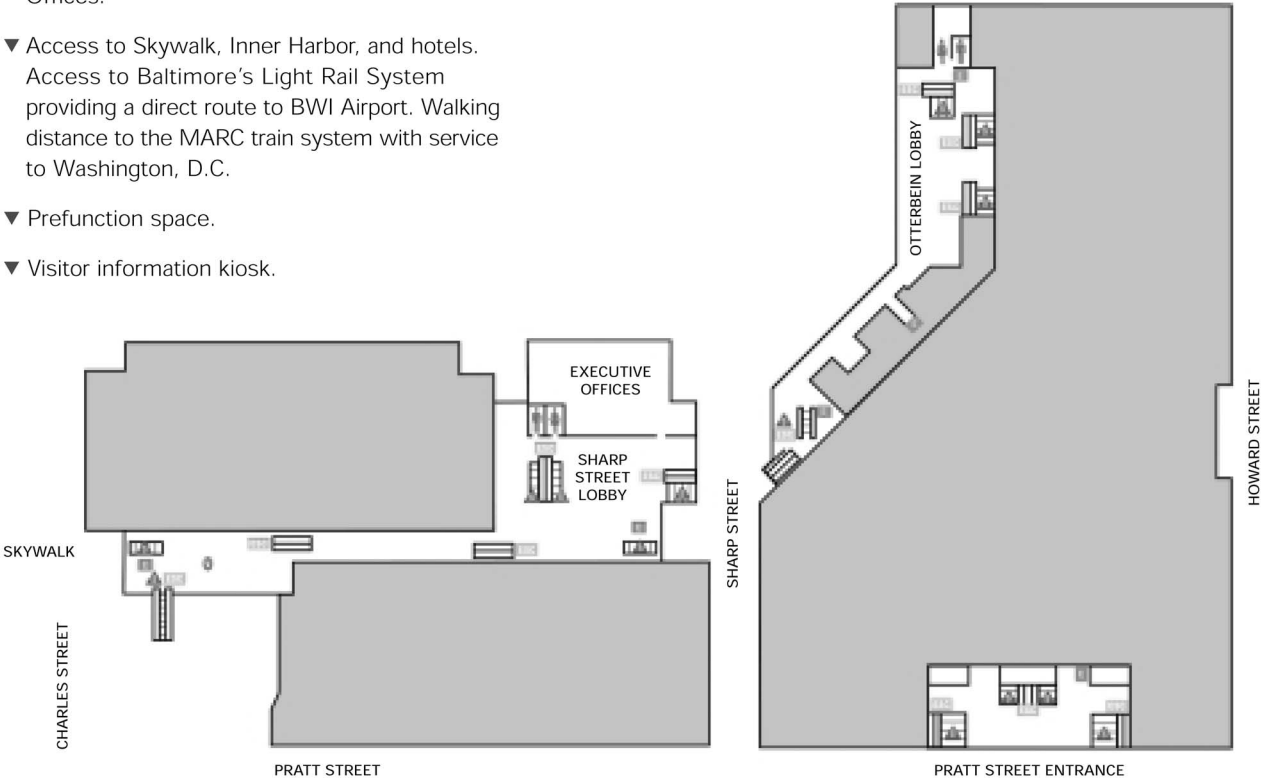 Offices.
▼ Access to Skywalk, Inner Harbor, and hotels.
Access to Baltimore's Light Rail System
providing a direct route to BWI Airport. Walking
distance to the MARC train system with service
to Washington, D.C.
▼ Prefunction space.
▼ Visitor information kiosk.
OTTERBEIN LOBBY
EXECUTIVE
OFFICES
SHARP
STREET
LOBBY
SKYWALK
CHARLES STREET
SHARP STREET
HOWARD STREET
PRATT STREET
PRATT STREET ENTRANCE